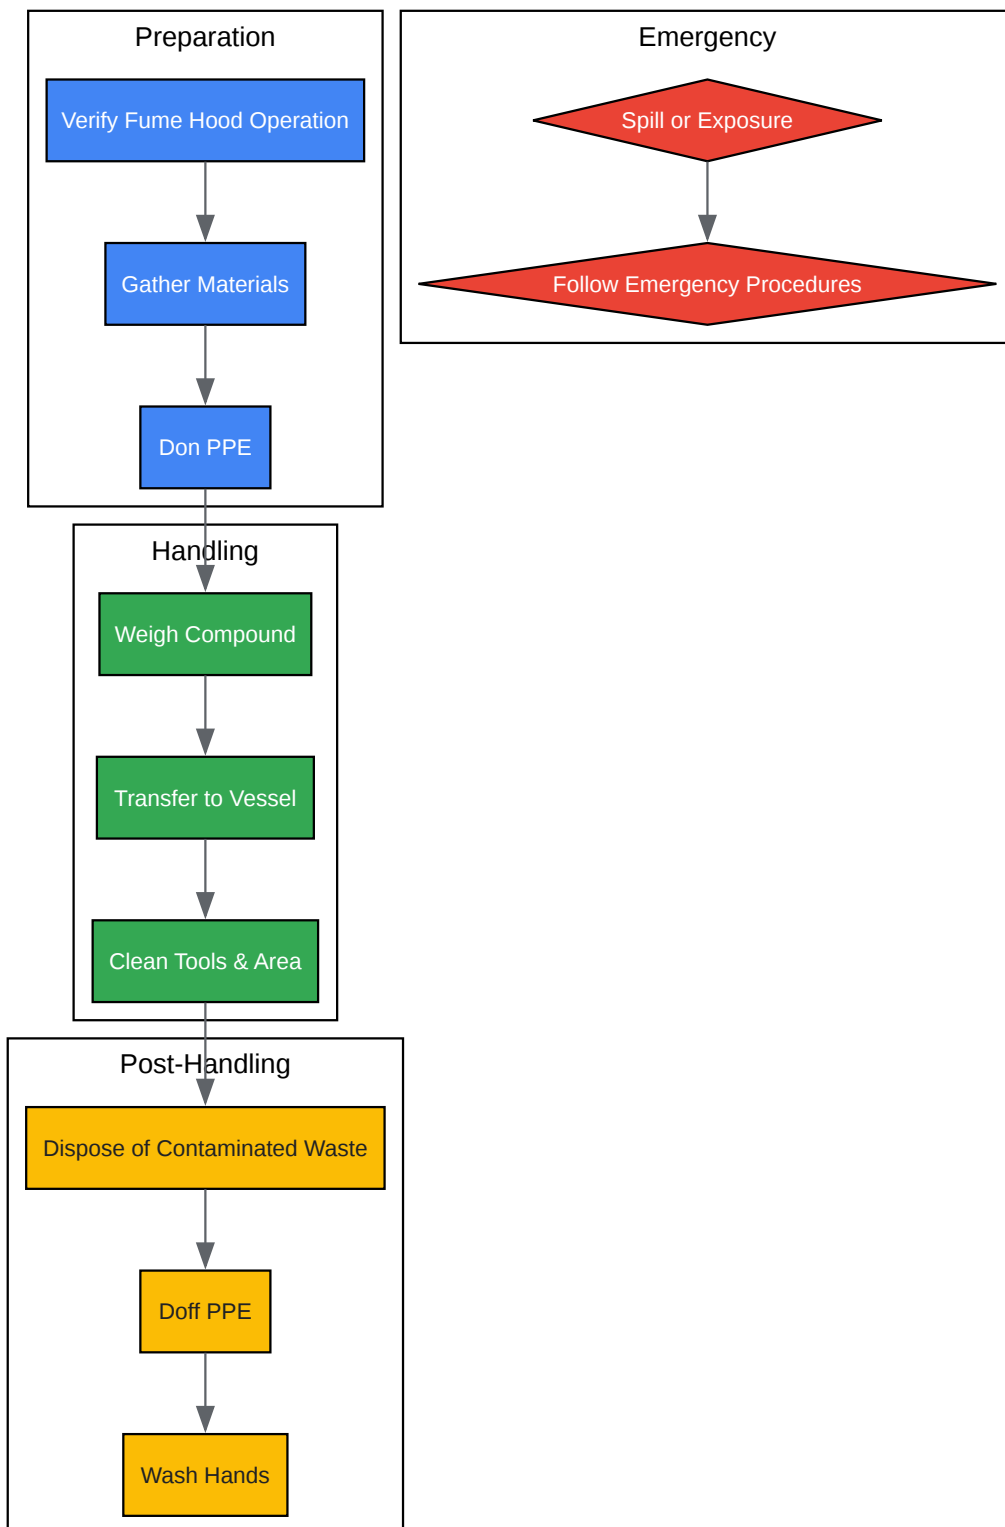 Preparation
Verify Fume Hood Operation
Gather Materials
Don PPE
Handling
Weigh Compound
Transfer to Vessel
Clean Tools & Area
Post-Handling
Dispose of Contaminated Waste
Doff PPE
Wash Hands
Emergency
Spill or Exposure
Follow Emergency Procedures